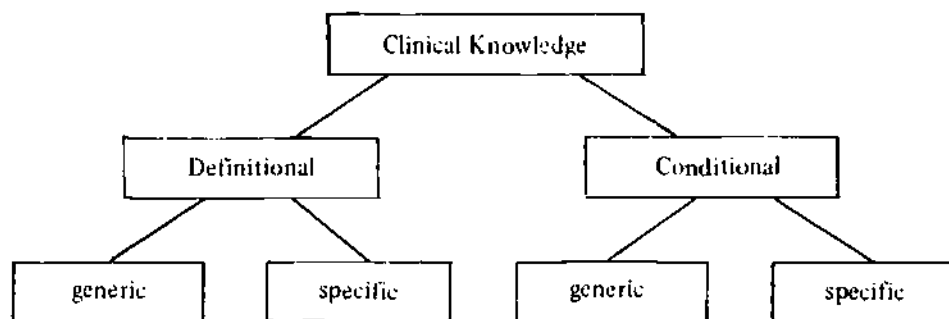 Clinical Knowledge
Definitional
Conditional
generic
specific
generic
specific